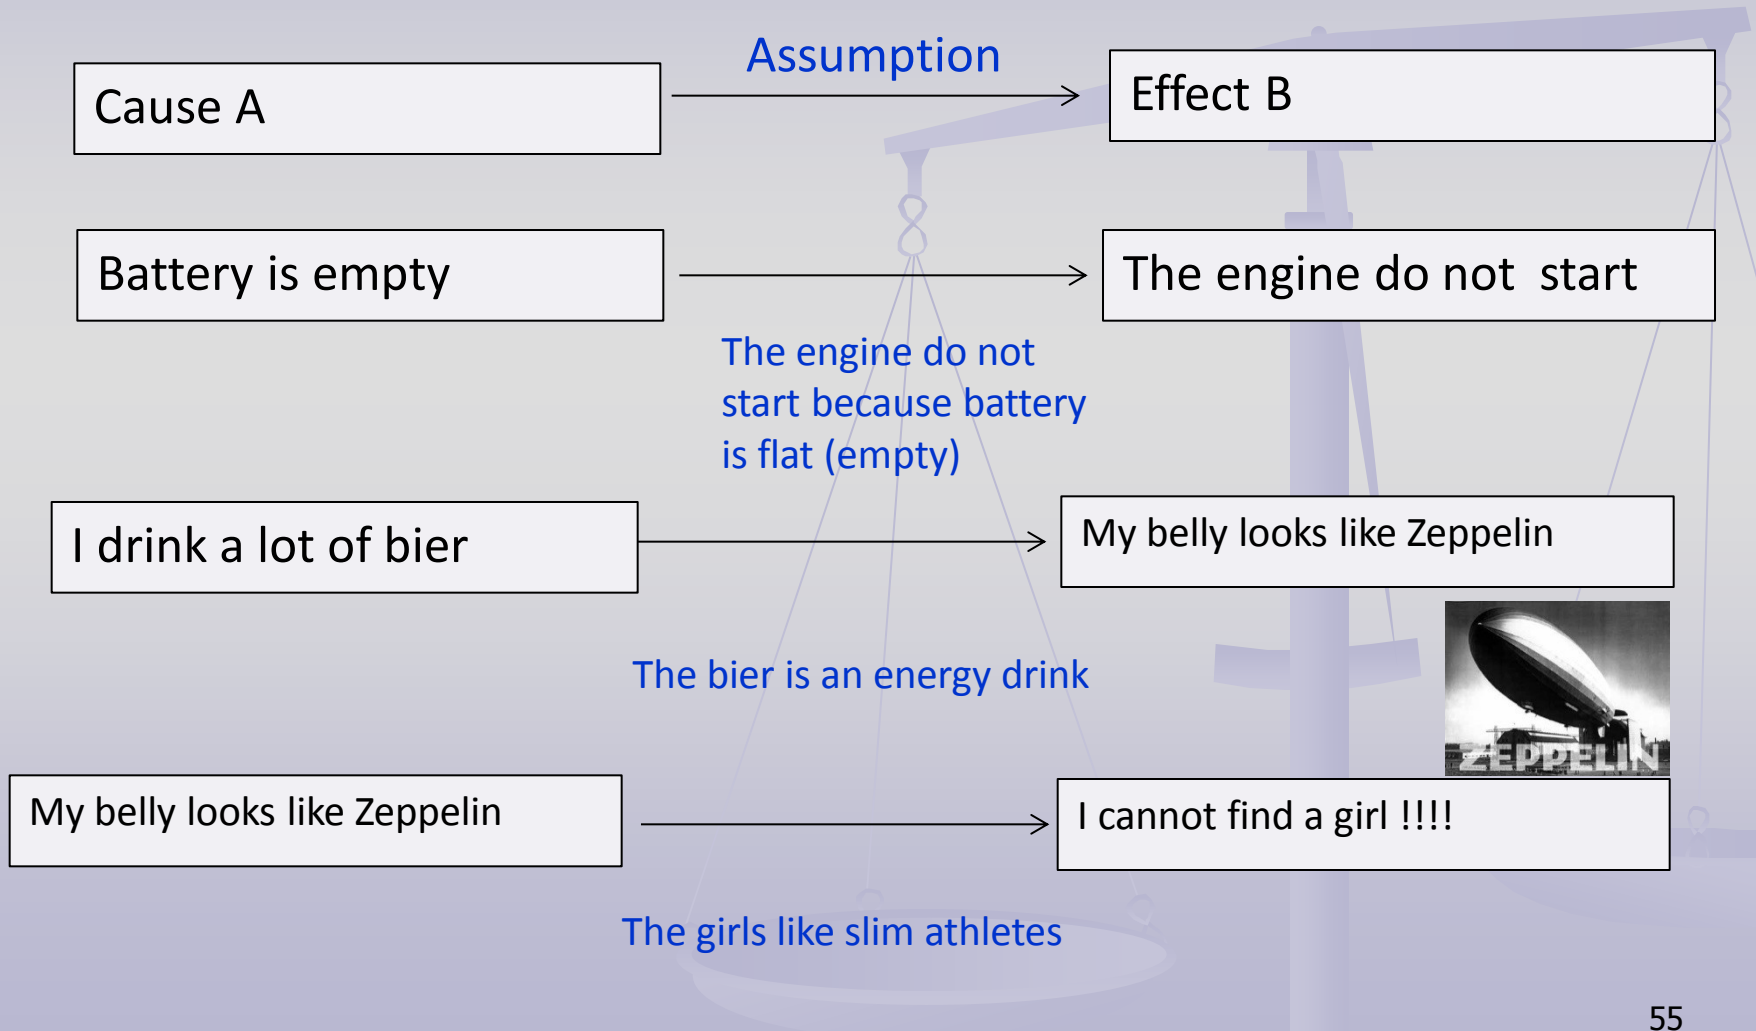 Assumption
Cause A
Effect B
Battery is empty
The engine do not  start
The engine do not
start because battery
is flat (empty)
I drink a lot of bier
My belly looks like Zeppelin
The bier is an energy drink
ZEPPELIN
My belly looks like Zeppelin
I cannot find a girl !!!!
The girls like slim athletes
55